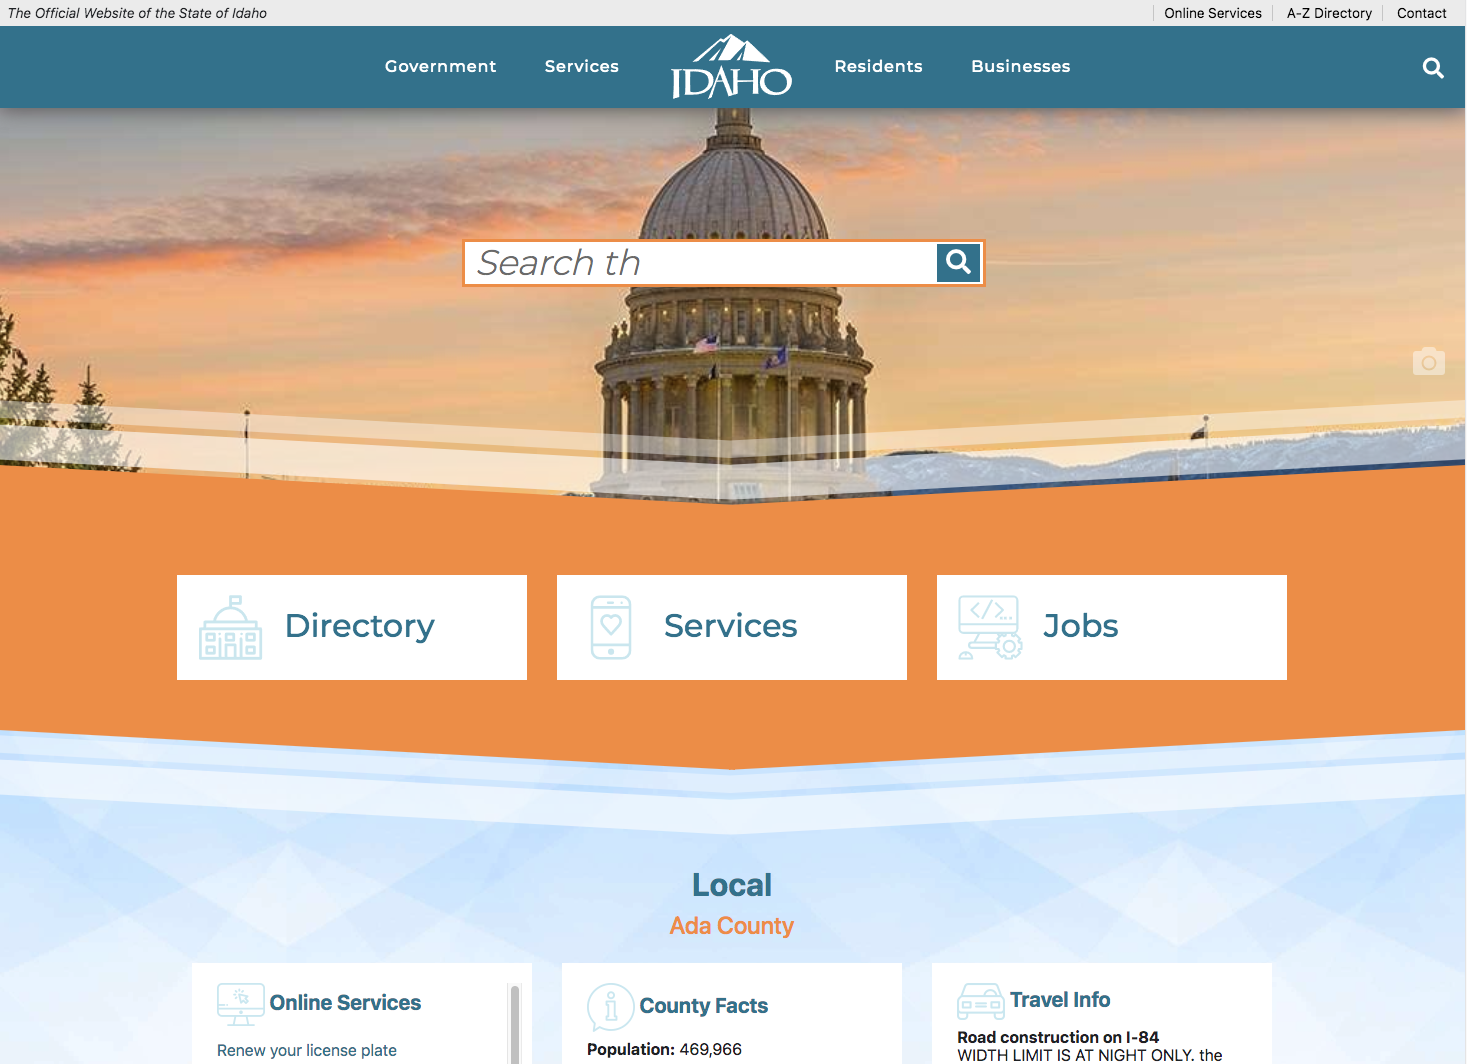 The Official Website of the State of Idaho
Online Services
A-Z Directory
Contact
Government
Services
IDAHO
Residents
Businesses
Search th
Directory
Services
Jobs
Local
Ada County
Online Services
Renew your license plate
County Facts
Population: 469,966
Travel Info
Road construction on I-84
WIDTH LIMIT IS AT NIGHT ONLY. the